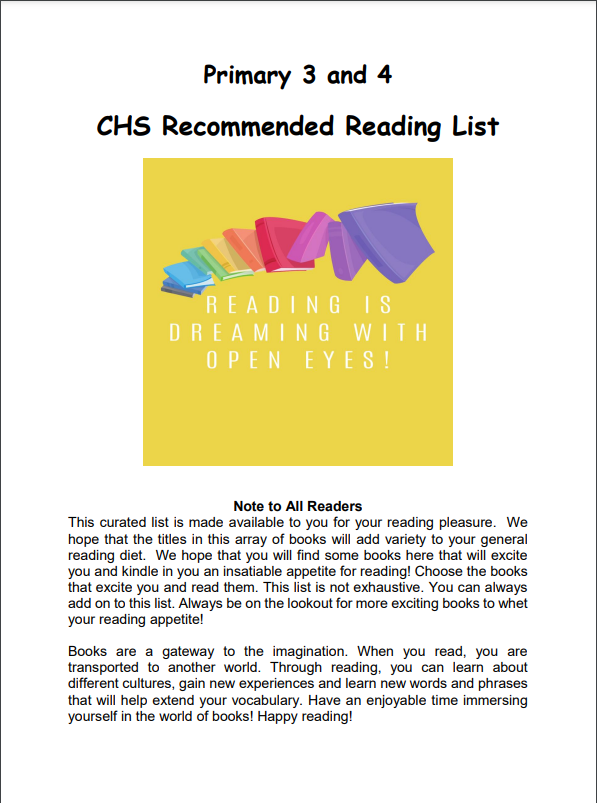 Primary 3 and 4
CHS Recommended Reading List
READING IS
DREAMING WITH
OPEN EYES!
Note to All Readers
This curated list is made available to you for your reading pleasure.  We
hope that the titles in this array of books will add variety to your general
reading diet.  We hope that you will find some books here that will excite
you and kindle in you an insatiable appetite for reading! Choose the books
that excite you and read them. This list is not exhaustive. You can always
add on to this list. Always be on the lookout for more exciting books to whet
your reading appetite!
Books are a gateway to the imagination. When you read, you are
transported to another world. Through reading, you can learn about
different cultures, gain new experiences and learn new words and phrases
that will help extend your vocabulary. Have an enjoyable time immersing
yourself in the world of books! Happy reading!